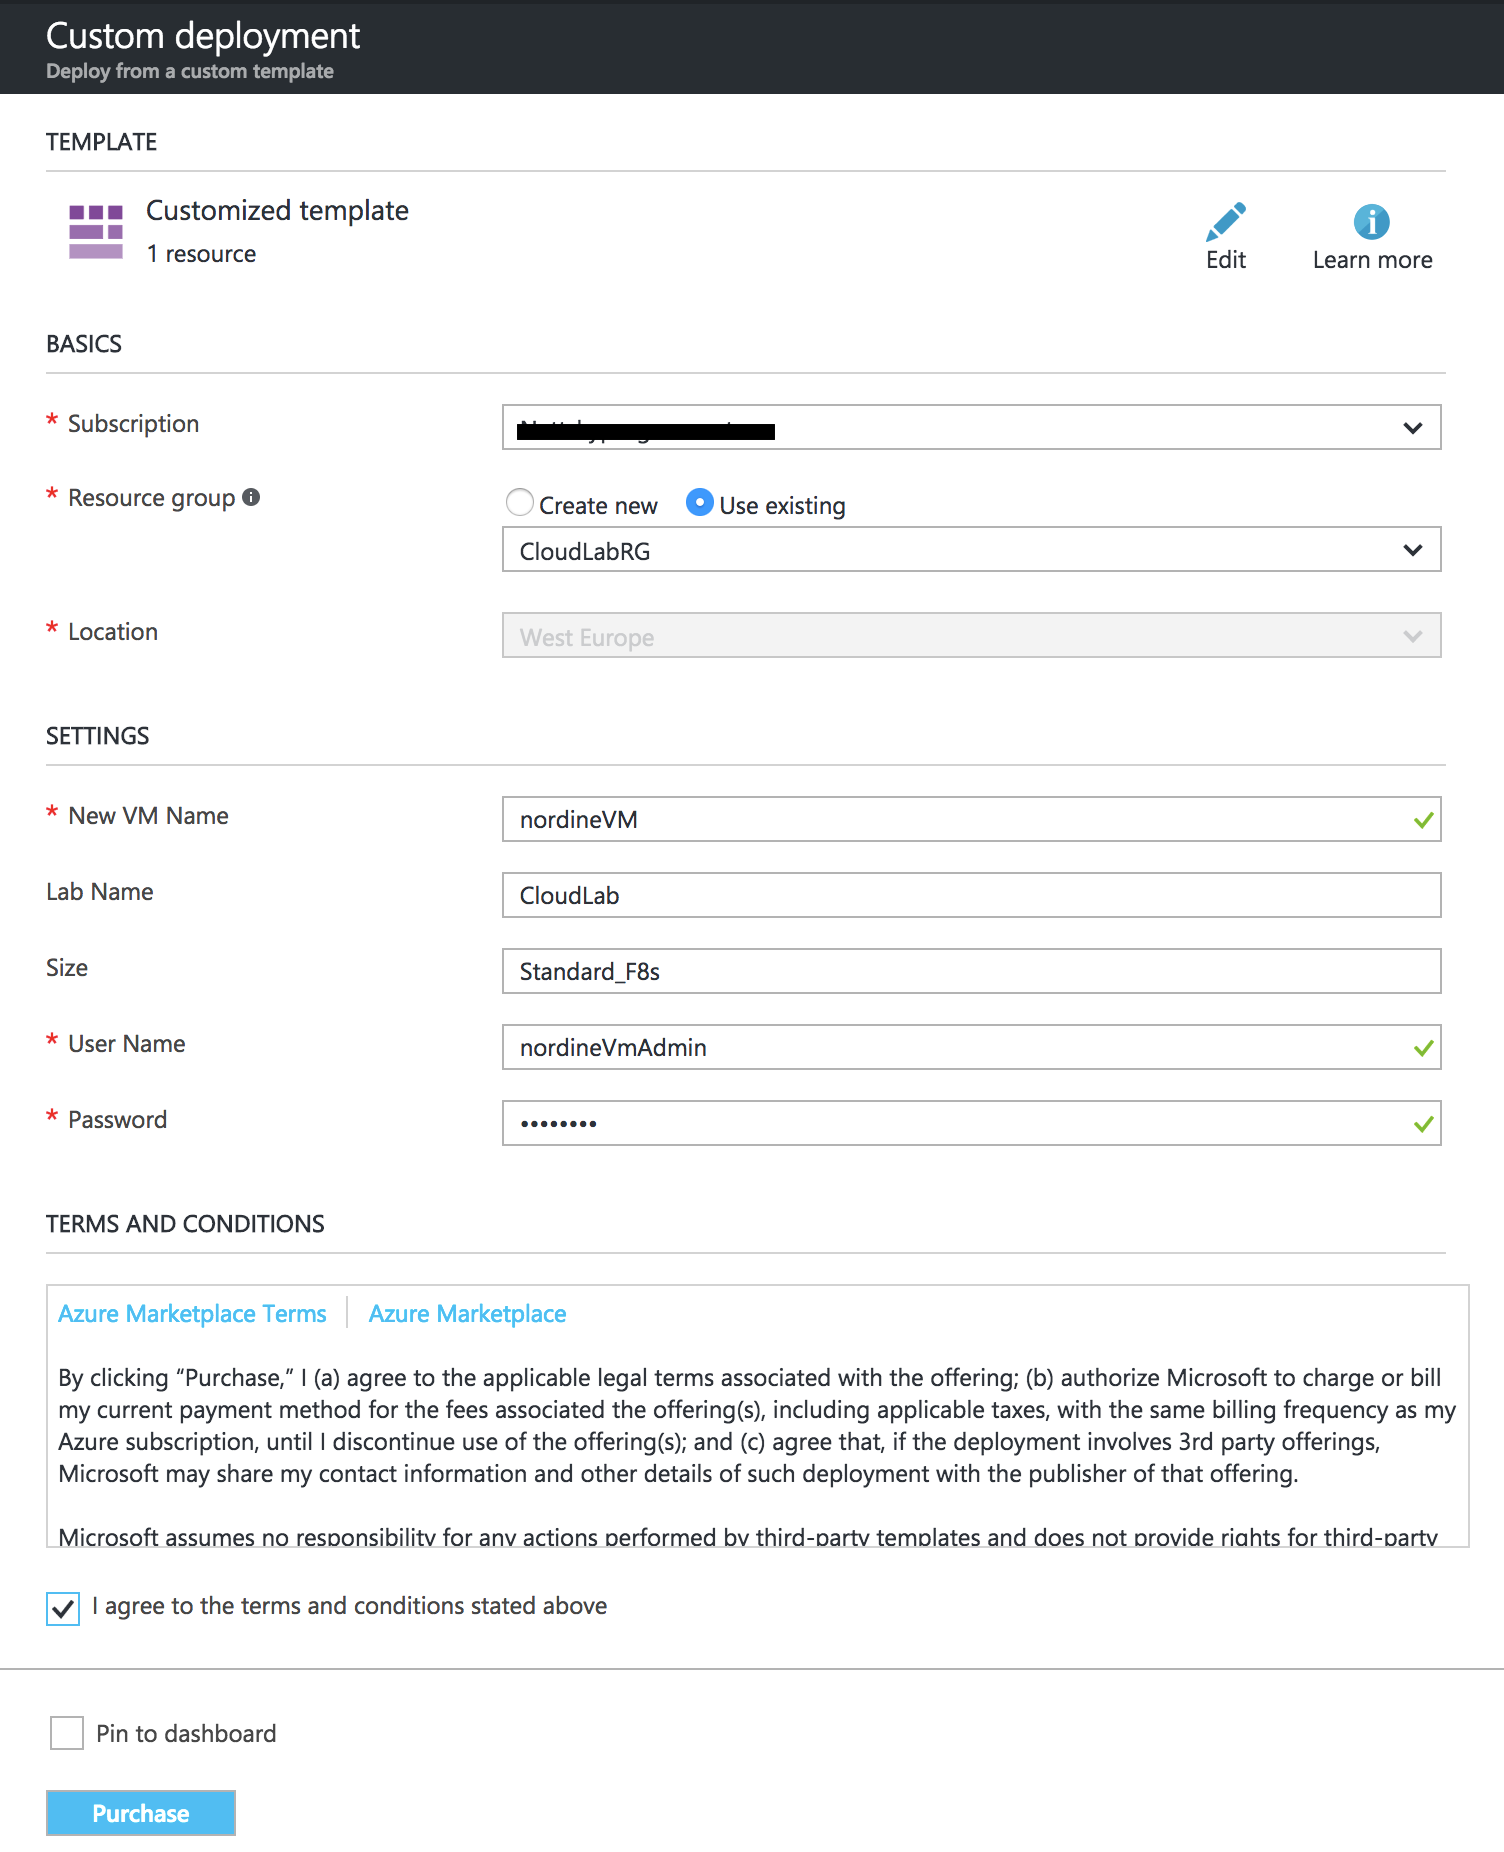 Custom deployment
Deploy from a custom template
TEMPLATE
Customized template
1 resource
Edit
Learn more
BASICS
* Subscription
* Resource group
Create new
Use existing
CloudLabRG
* Location
West Europe
SETTINGS
* New VM Name
nordineVM
Lab Name
CloudLab
Size
Standard_F8s
* User Name
nordineVmAdmin
* Password
••••••••
TERMS AND CONDITIONS
Azure Marketplace Terms
Azure Marketplace
By clicking “Purchase,” I (a) agree to the applicable legal terms associated with the offering; (b) authorize Microsoft to charge or bill
my current payment method for the fees associated the offering(s), including applicable taxes, with the same billing frequency as my
Azure subscription, until I discontinue use of the offering(s); and (c) agree that, if the deployment involves 3rd party offerings,
Microsoft may share my contact information and other details of such deployment with the publisher of that offering.
Microsoft assumes no responsibility for any actions performed by third-party templates and does not provide rights for third-party
I agree to the terms and conditions stated above
Pin to dashboard
Purchase